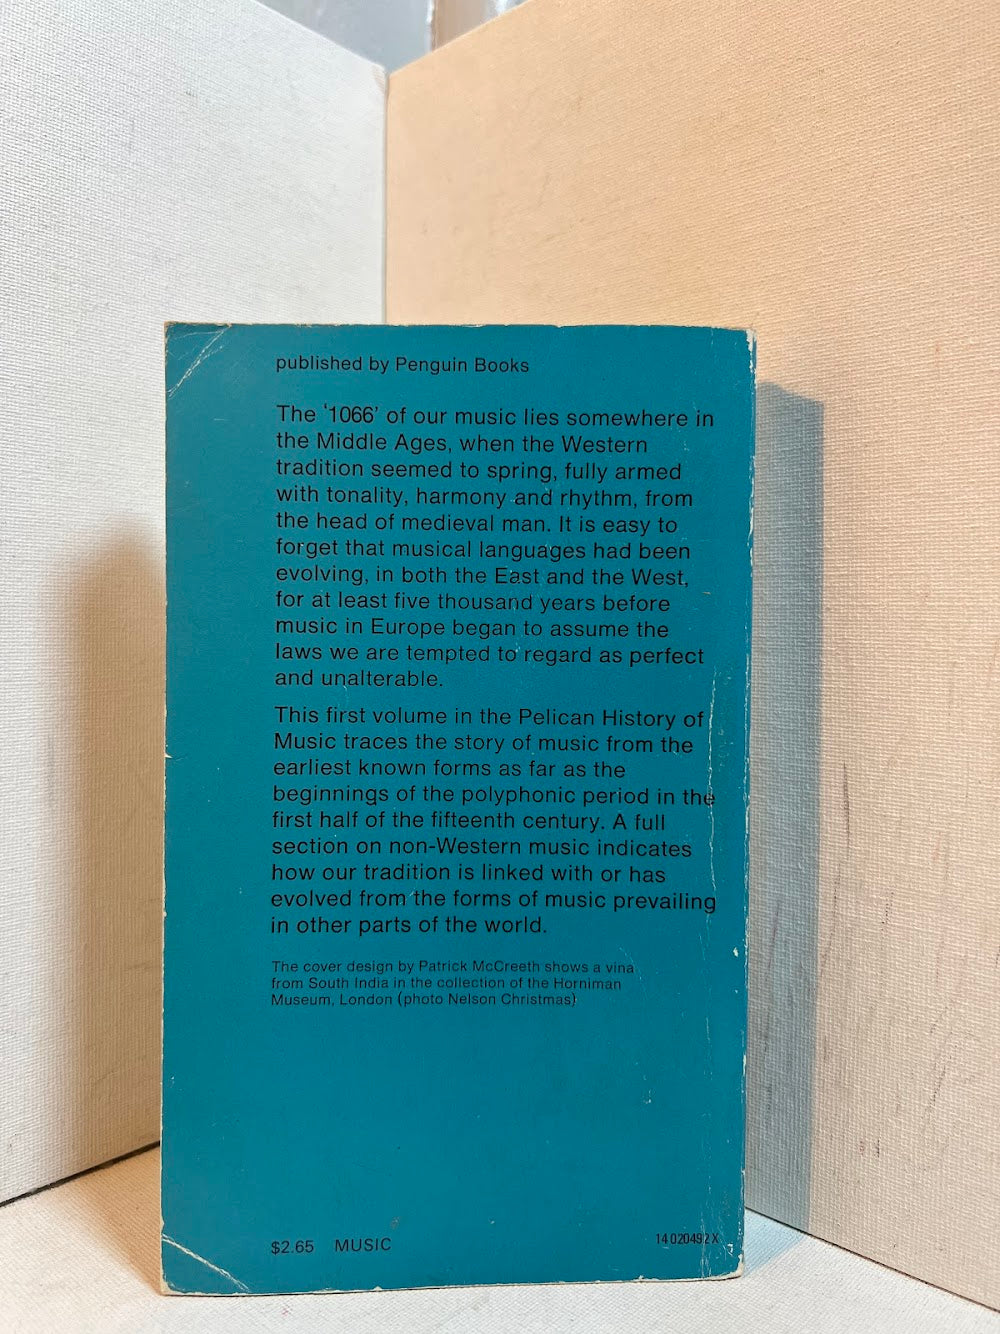 published by Penguin Books
The ‘1066’ of our music lies somewhere in
the Middle Ages, when the Western
tradition seemed to spring, fully armed
with tonality, harmony and rhythm, from
the head of medieval man. It is easy to
forget that musical languages had been
evolving, in both the East and the West,
for at least five thousand years before
music in Europe began to assume the
laws we are tempted to regard as perfect
and unalterable.
This first volume in the Pelican History of
Music traces the story of music from the
earliest known forms as far as the
beginnings of the polyphonic period in the
first half of the fifteenth century. A full
section on non-Western music indicates
how our tradition is linked with or has
evolved from the forms of music prevailing
in other parts of the world.
The cover design by Patrick McCreeth shows a vina
from South India in the collection of the Horniman
Museum, London (photo Nelson Christmas)
$2.65 MUSIC
14 020492 X